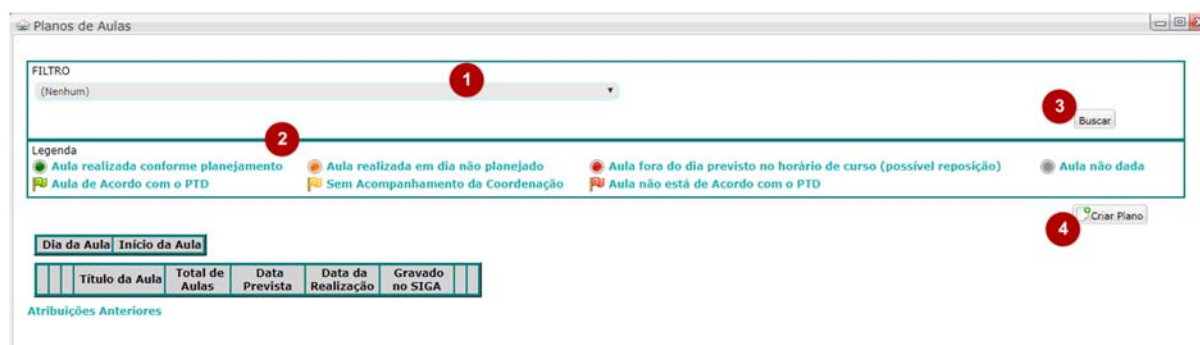 Planos de Aulas
FILTRO
1
(Nenhum)
3
Buscar
2
Legenda
Aula realizada conforme planejamento Aula realizada em dia não planejado Aula fora do dia previsto no horário de curso (possível reposição) Aula não dada
Aula de Acordo com o PTD Sem Acompanhamento da Coordenação Aula não está de Acordo com o PTD
Criar Plano
4
Dia da Aula Início da Aula
Título da Aula Total de Aulas Data Prevista Data da Realização Gravado no SIGA
Atribuições Anteriores